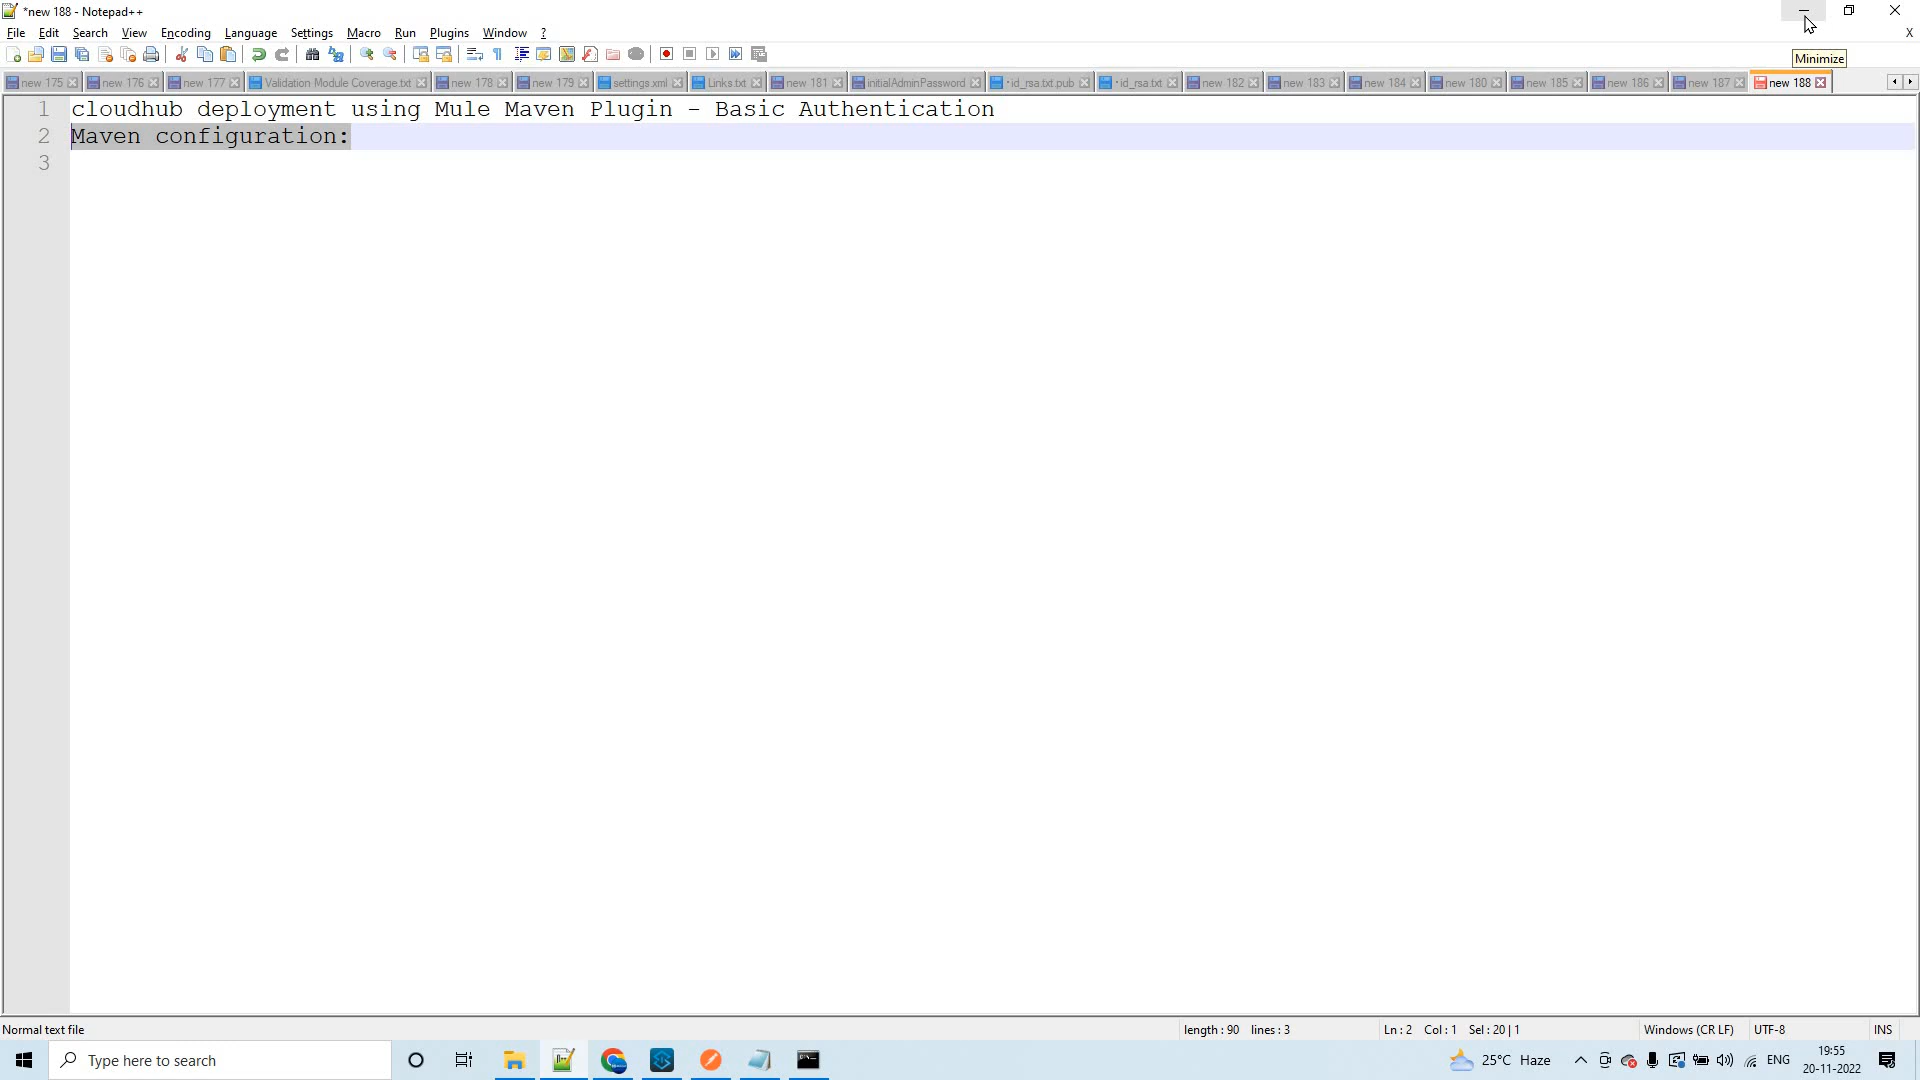 *new 188 - Notepad++
File Edit Search View Encoding Language Settings Macro Run Plugins Window ?
X
Minimize
new 175 new 176 new 177 Validation Module Coverage.txt new 178 new 179 settings.xml Links.txt new 181 initialAdminPassword id_rsa.txt.pub id_rsa.txt new 182 new 183 new 184 new 180 new 185 new 186 new 187 new 188
1 cloudhub deployment using Mule Maven Plugin - Basic Authentication
2 Maven configuration:
3
Normal text file length : 90 lines : 3 Ln : 2 Col : 1 Sel : 20 | 1 Windows (CR LF) UTF-8 INS
Type here to search 25°C Haze ENG 19:55
20-11-2022